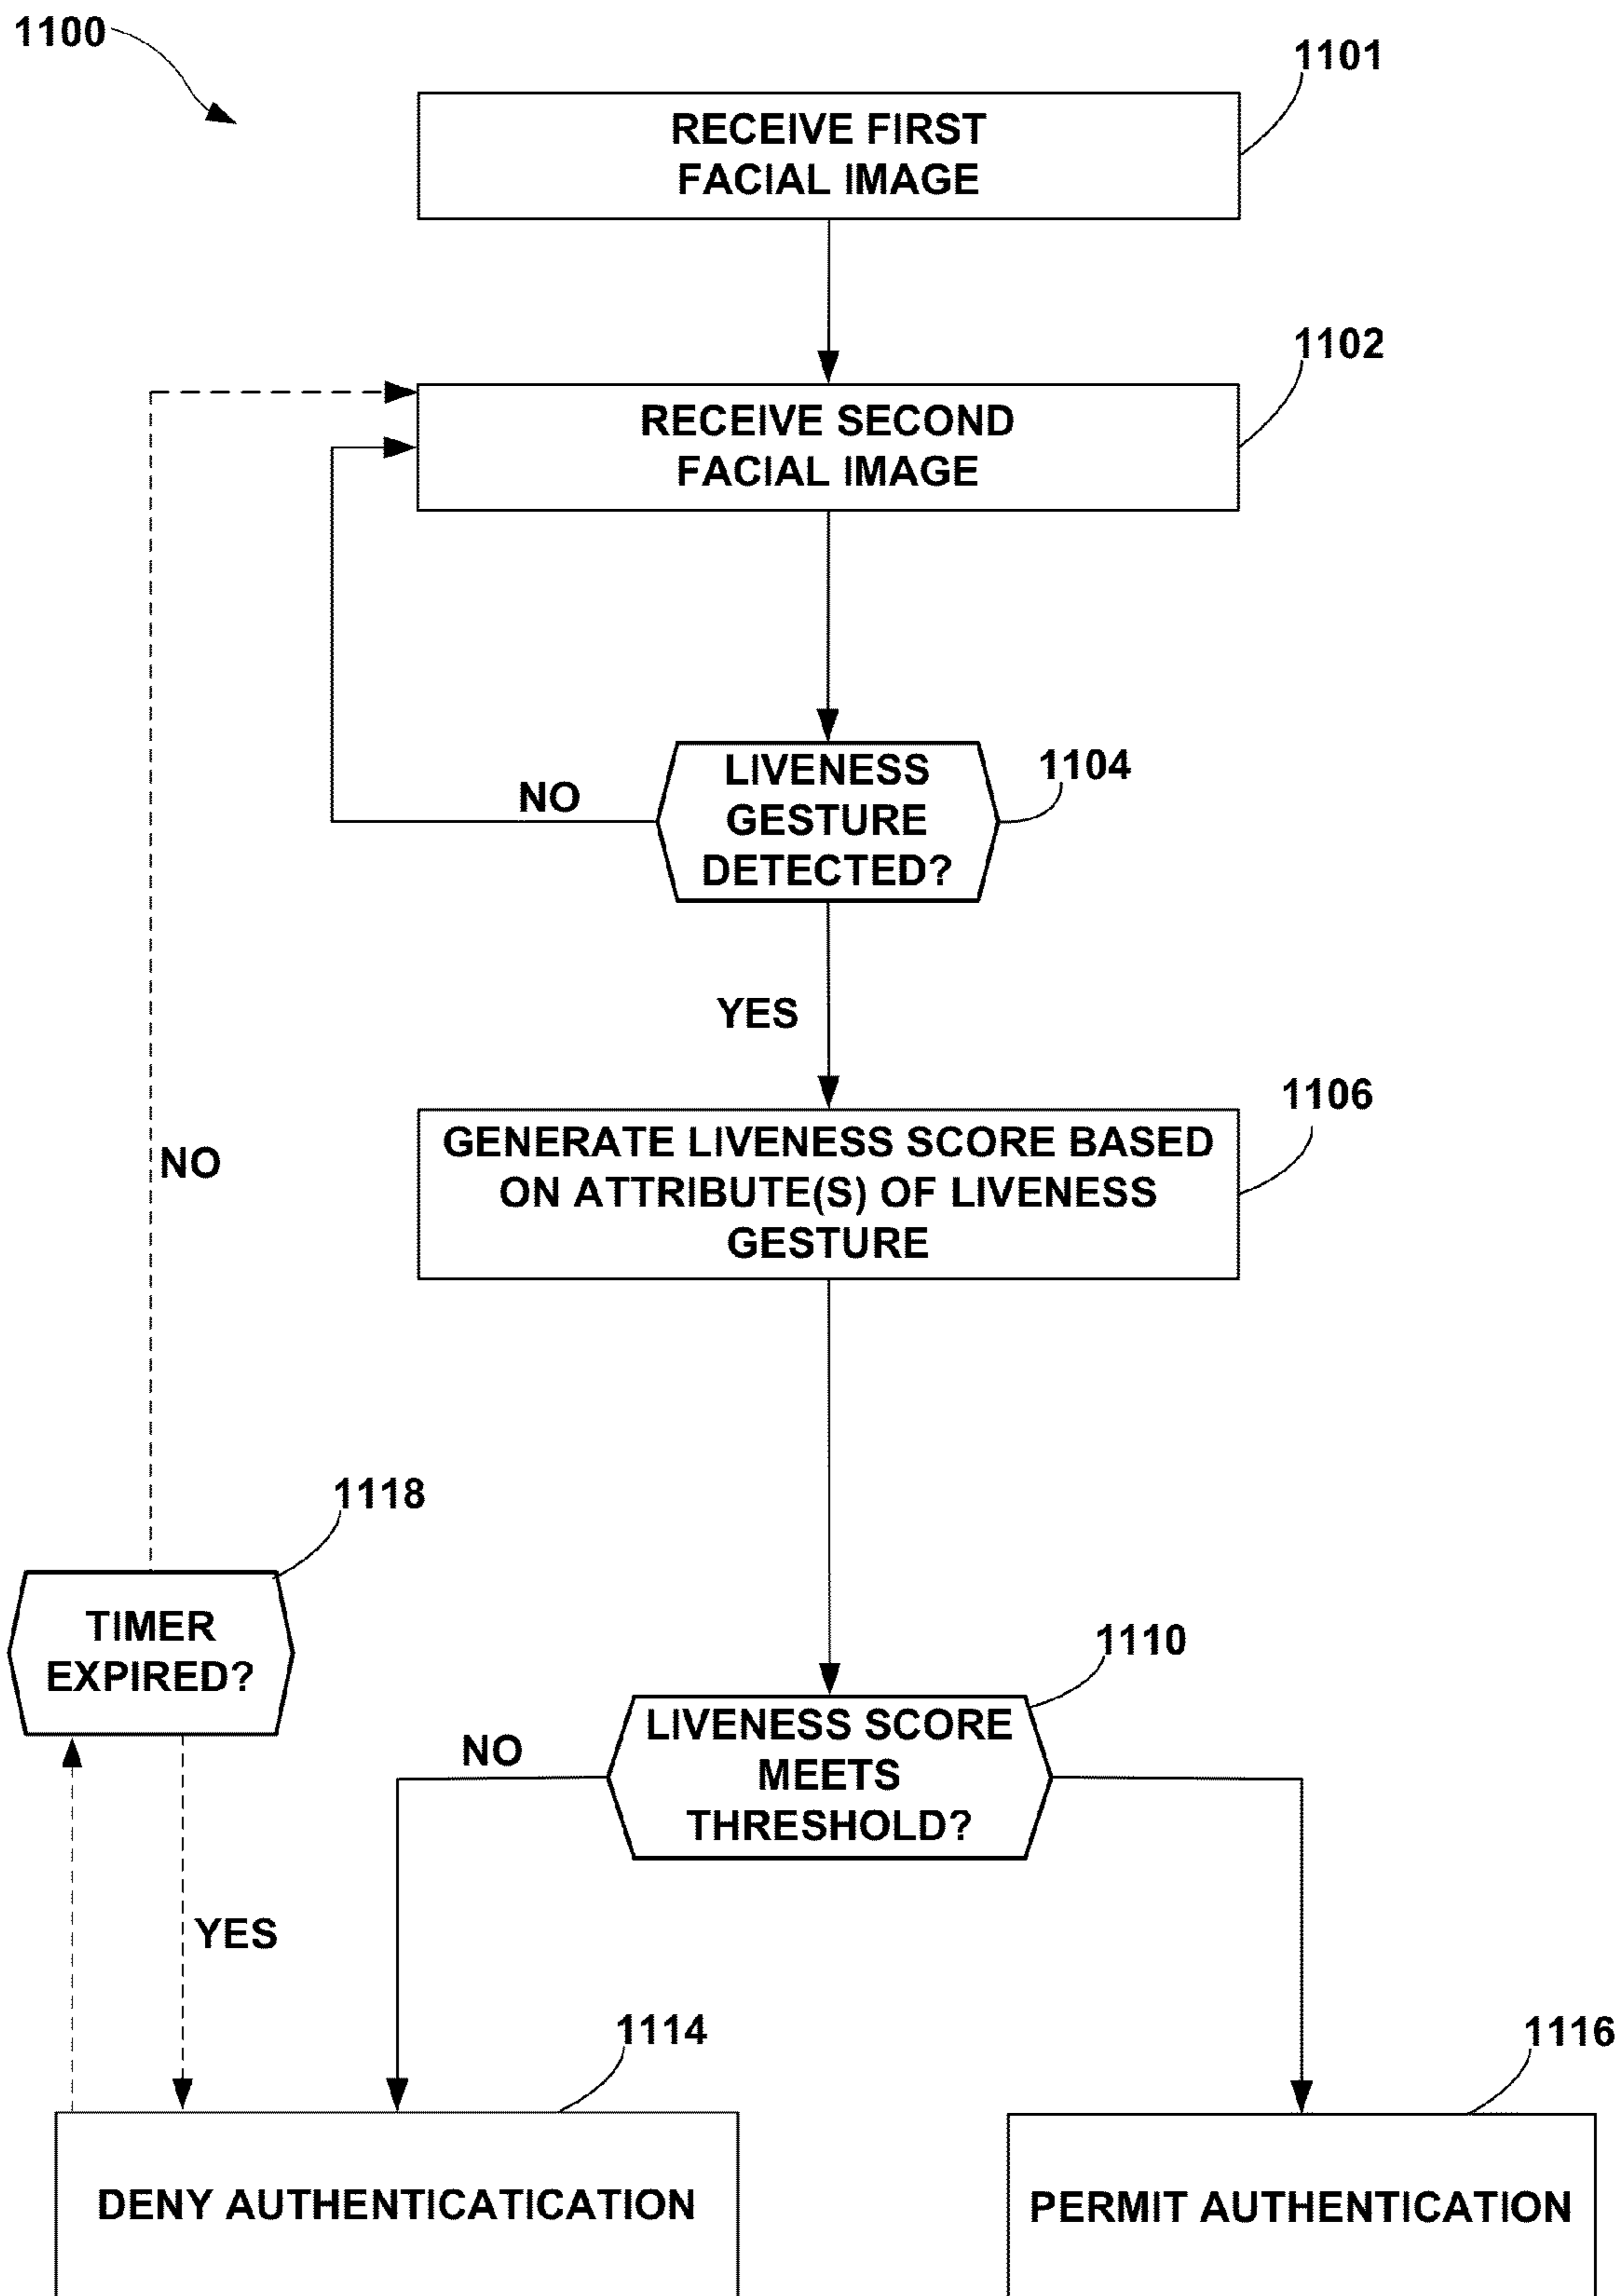 1100
1101
RECEIVE FIRST
FACIAL IMAGE
1102
RECEIVE SECOND
FACIAL IMAGE
1104
LIVENESS
GESTURE
DETECTED?
NO
YES
1106
GENERATE LIVENESS SCORE BASED
ON ATTRIBUTE(S) OF LIVENESS
GESTURE
NO
1118
TIMER
EXPIRED?
1110
LIVENESS SCORE
MEETS
THRESHOLD?
NO
YES
1114
1116
DENY AUTHENTICATICATION
PERMIT AUTHENTICATION